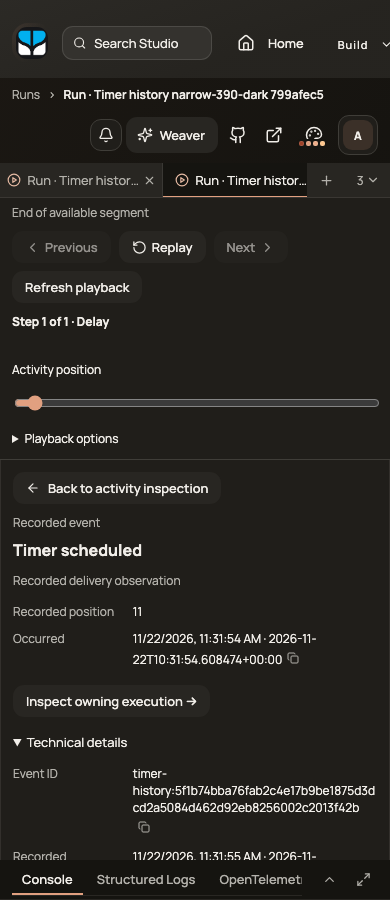 Search Studio
Home
Build
Runs > Run · Timer history narrow-390-dark 799afec5
Weaver
A
Run · Timer histor...
Run · Timer histor...
3
End of available segment
Previous
Replay
Next
Refresh playback
Step 1 of 1 · Delay
Activity position
Playback options
Back to activity inspection
Recorded event
Timer scheduled
Recorded delivery observation
Recorded position 11
Occurred 11/22/2026, 11:31:54 AM · 2026-11-
22T10:31:54.608474+00:00
Inspect owning execution →
Technical details
Event ID timer-
history:5f1b74bba76fab2c4e17b9be1875d3d
cd2a5084d462d92eb8256002c2013f42b
Recorded 11/22/2026, 11:31:55 AM · 2026-11-
Console
Structured Logs